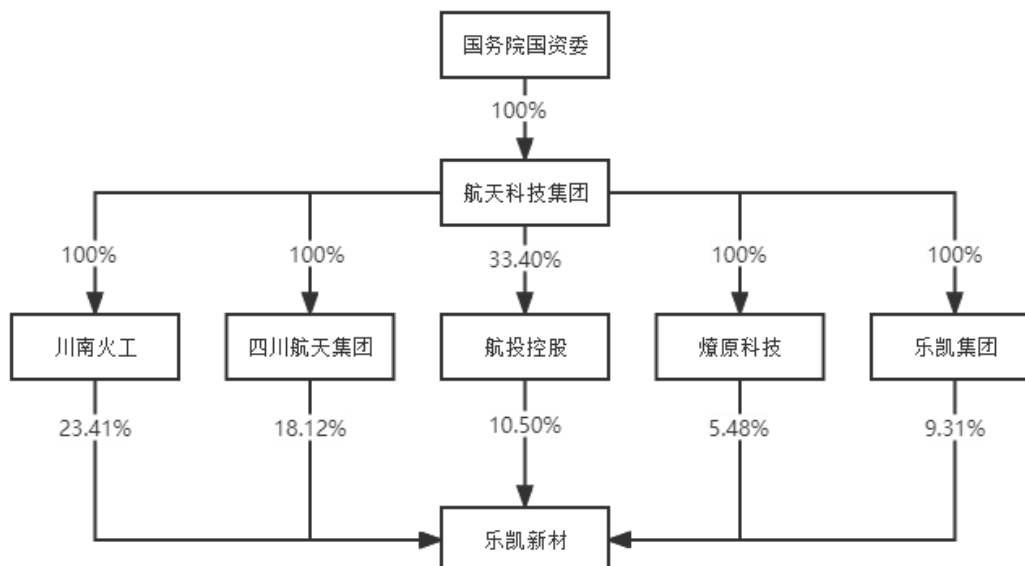 国务院国资委
100%
航天科技集团
100%
100%
33.40%
100%
100%
川南火工
四川航天集团
航投控股
燎原科技
乐凯集团
23.41%
18.12%
10.50%
5.48%
9.31%
乐凯新材